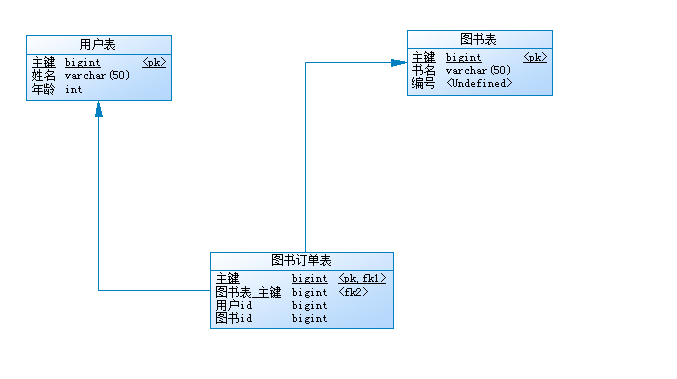 用户表
主键 bigint <pk>
姓名 varchar(50)
年龄 int
图书表
主键 bigint <pk>
书名 varchar(50)
编号 <Undefined>
图书订单表
主键 bigint <pk,fk1>
图书表_主键 bigint <fk2>
用户id bigint
图书id bigint